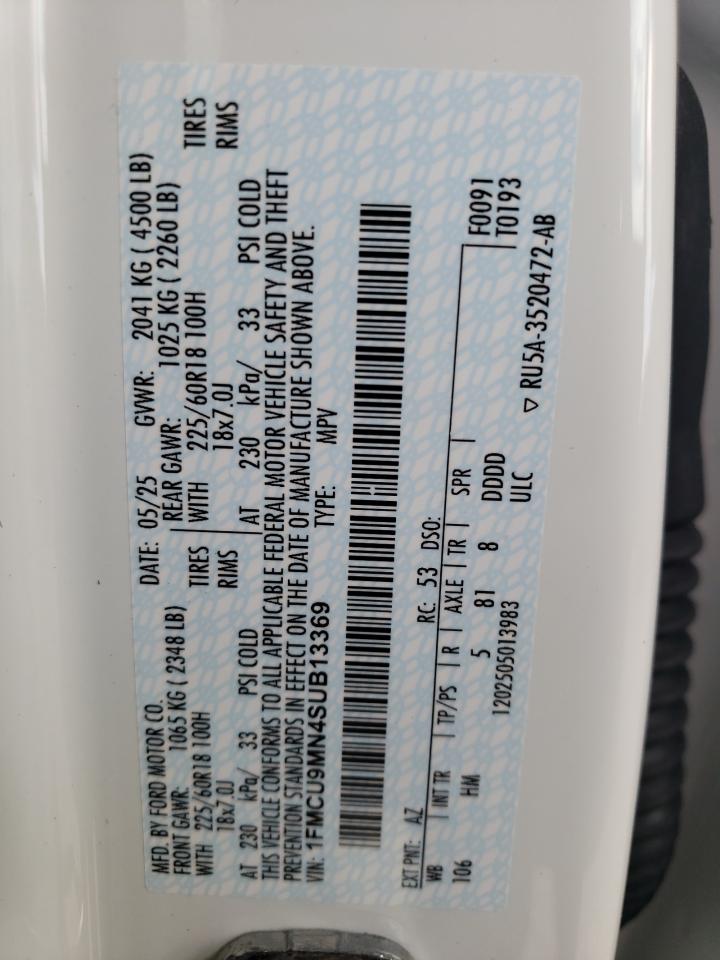 MFD. BY FORD MOTOR CO.
DATE: 05/25 GVWR: 2041 KG ( 4500 LB)
FRONT GAWR: 1065 KG ( 2348 LB) REAR GAWR: 1025 KG ( 2260 LB)
WITH 225/60R18 100H TIRES WITH 225/60R18 100H TIRES
18x7.0J RIMS 18x7.0J RIMS
AT 230 kPa/ 33 PSI COLD AT 230 kPa/ 33 PSI COLD
THIS VEHICLE CONFORMS TO ALL APPLICABLE FEDERAL MOTOR VEHICLE SAFETY AND THEFT
PREVENTION STANDARDS IN EFFECT ON THE DATE OF MANUFACTURE SHOWN ABOVE.
VIN: 1FMCU9MN4SUB13369 TYPE: MPV
EXT PNT: AZ RC: 53 DSO:
WB INT TR TP/PS R AXLE TR SPR F0091
106 HM 5 81 8 DDDD T0193
1202505013983 ULC
▽ RU5A-3520472-AB